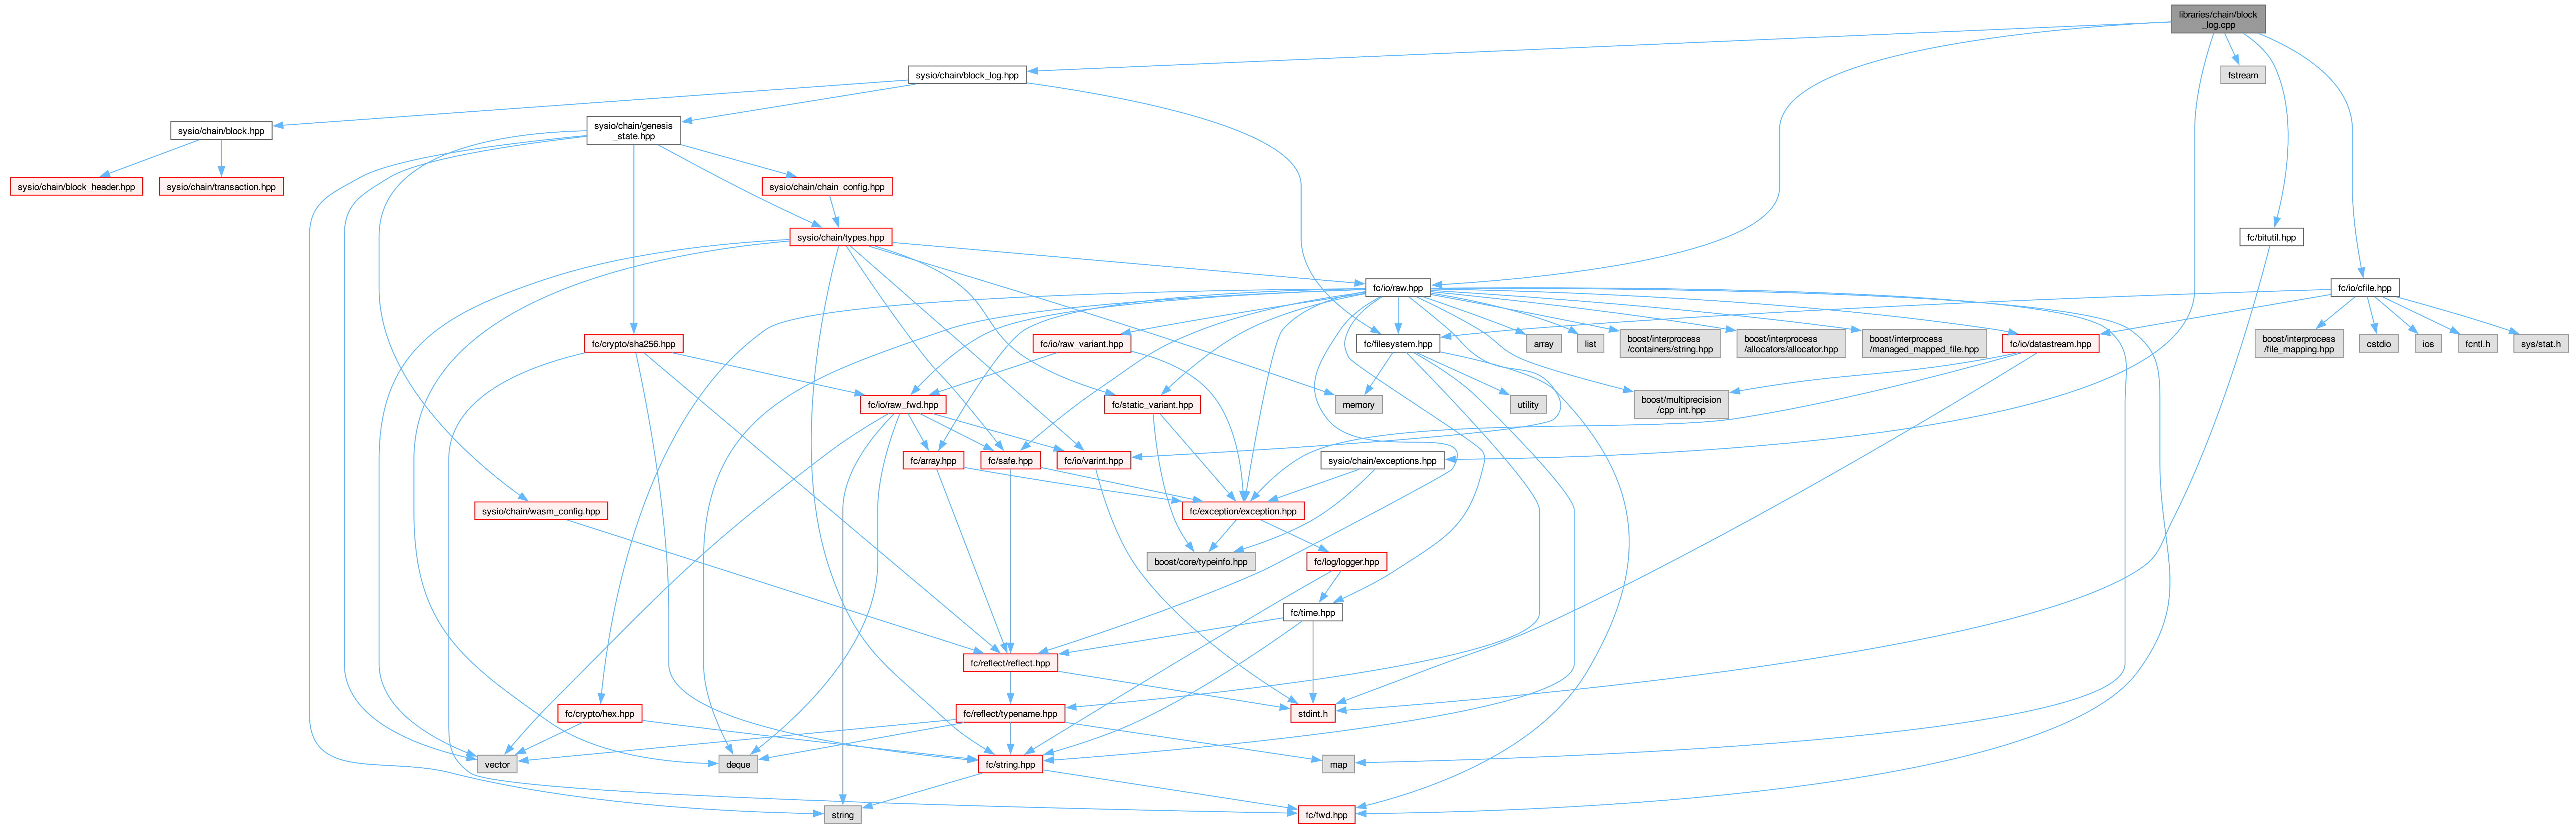 libraries/chain/block
_log.cpp
sysio/chain/block_log.hpp
fstream
sysio/chain/block.hpp
sysio/chain/genesis
_state.hpp
sysio/chain/block_header.hpp
sysio/chain/transaction.hpp
sysio/chain/chain_config.hpp
sysio/chain/types.hpp
fc/bitutil.hpp
fc/io/raw.hpp
fc/io/cfile.hpp
fc/crypto/sha256.hpp
fc/io/raw_variant.hpp
fc/filesystem.hpp
array
list
boost/interprocess
/containers/string.hpp
boost/interprocess
/allocators/allocator.hpp
boost/interprocess
/managed_mapped_file.hpp
fc/io/datastream.hpp
boost/interprocess
/file_mapping.hpp
cstdio
ios
fcntl.h
sys/stat.h
fc/io/raw_fwd.hpp
fc/static_variant.hpp
memory
utility
boost/multiprecision
/cpp_int.hpp
fc/array.hpp
fc/safe.hpp
fc/io/varint.hpp
sysio/chain/exceptions.hpp
sysio/chain/wasm_config.hpp
fc/exception/exception.hpp
boost/core/typeinfo.hpp
fc/log/logger.hpp
fc/time.hpp
fc/reflect/reflect.hpp
fc/crypto/hex.hpp
fc/reflect/typename.hpp
stdint.h
vector
deque
fc/string.hpp
map
string
fc/fwd.hpp